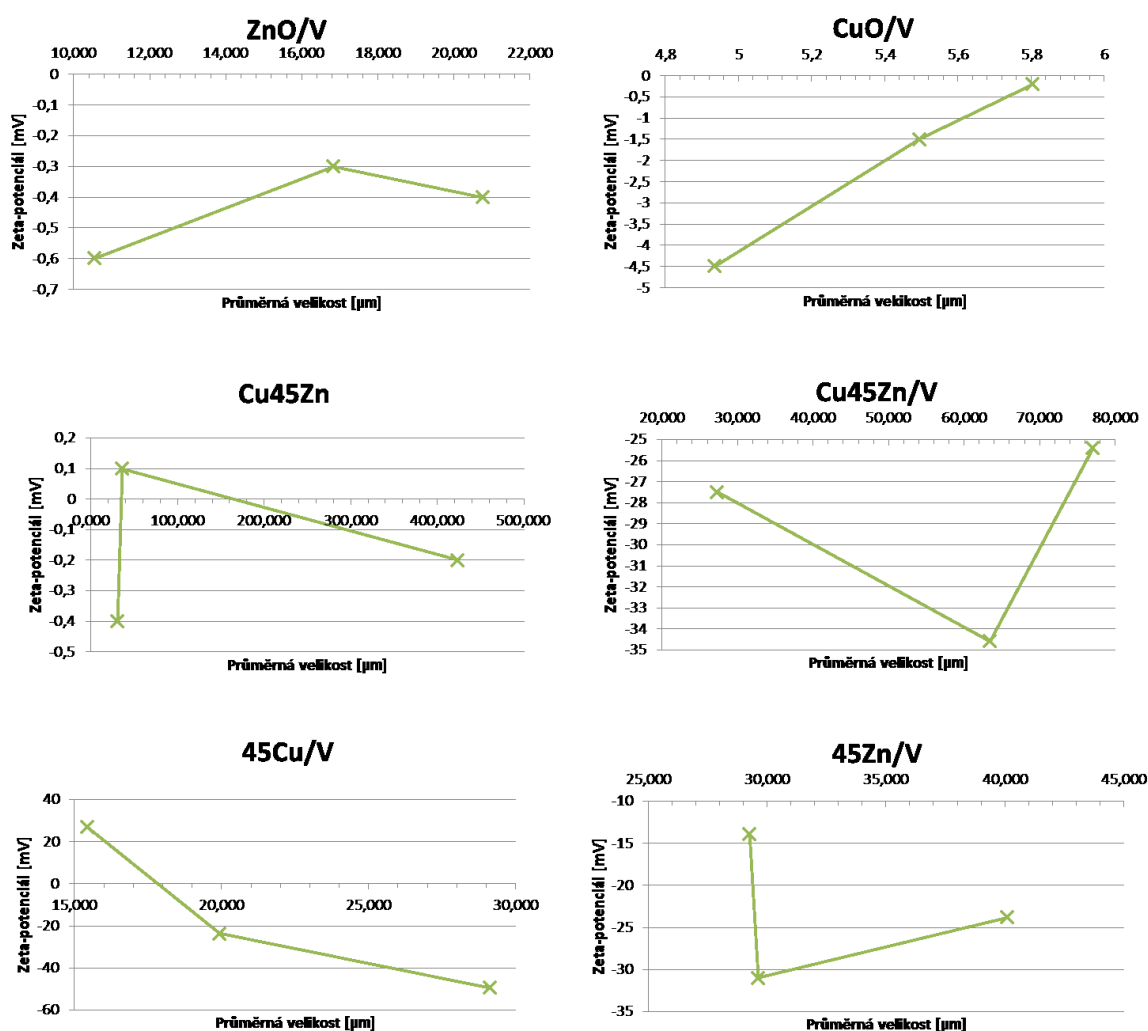 ZnO/V
10,000 12,000 14,000 16,000 18,000 20,000 22,000
0
-0,1
-0,2
-0,3
-0,4
-0,5
-0,6
-0,7
Zeta-potenciál [mV]
Průměrná velikost [µm]
CuO/V
4,8 5 5,2 5,4 5,6 5,8 6
0
-0,5
-1
-1,5
-2
-2,5
-3
-3,5
-4
-4,5
-5
Zeta-potenciál [mV]
Průměrná vekikost [µm]
Cu45Zn
0,2
0,1
0
-0,1
-0,2
-0,3
-0,4
-0,5
0,000 100,000 200,000 300,000 400,000 500,000
Zeta-potenciál [mV]
Průměrná velikost [µm]
Cu45Zn/V
20,000 30,000 40,000 50,000 60,000 70,000 80,000
-25
-26
-27
-28
-29
-30
-31
-32
-33
-34
-35
Zeta-potenciál [mV]
Průměrná velikost [µm]
45Cu/V
40
20
0
-20
-40
-60
15,000 20,000 25,000 30,000
Zeta-potenciál [mV]
Průměrná velikost [µm]
45Zn/V
25,000 30,000 35,000 40,000 45,000
-10
-15
-20
-25
-30
-35
Zeta-potenciál [mV]
Průměrná velikost [µm]